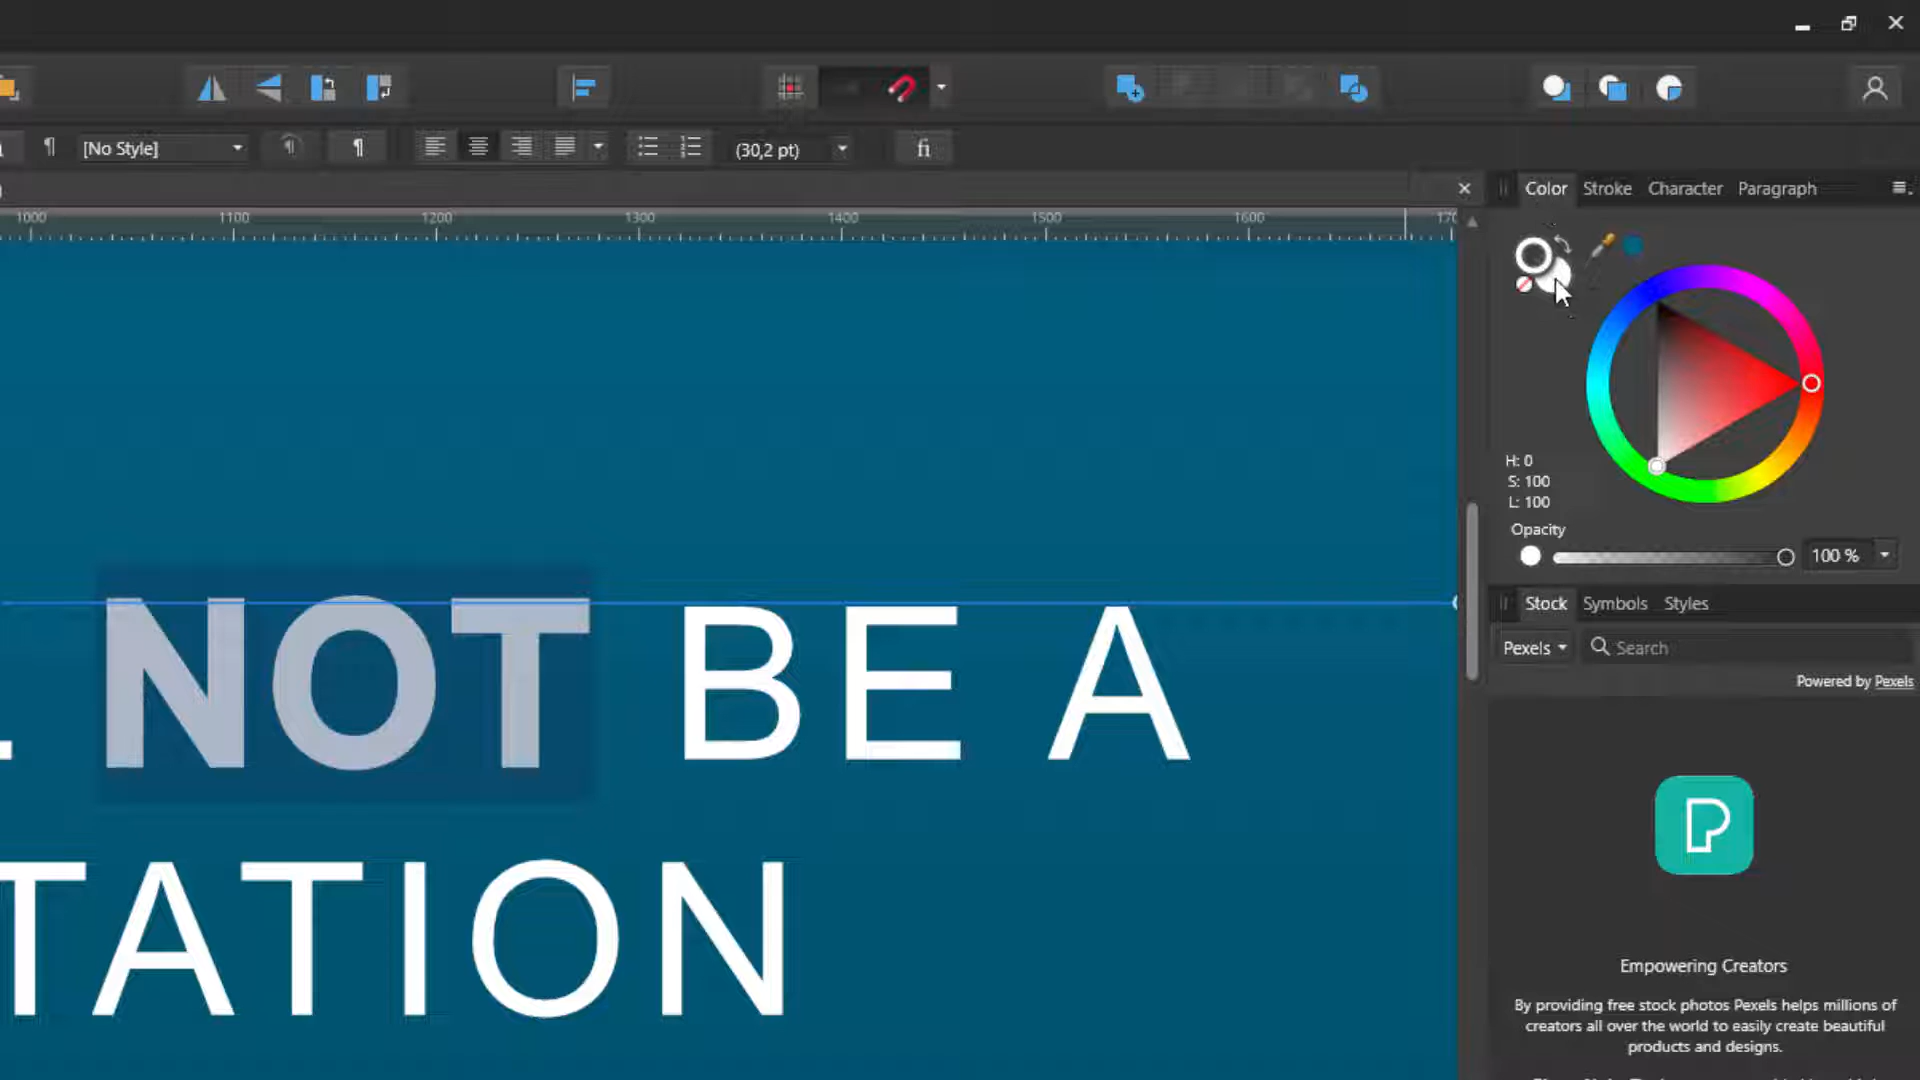 [No Style]
(30,2 pt)
fi
Color Stroke Character Paragraph
1000 1100 1200 1300 1400 1500 1600
H: 0
S: 100
L: 100
Opacity
100 %
NOT BE A
TATION
Stock Symbols Styles
Pexels Search
Powered by Pexels
Empowering Creators
By providing free stock photos Pexels helps millions of
creators all over the world to easily create beautiful
products and designs.